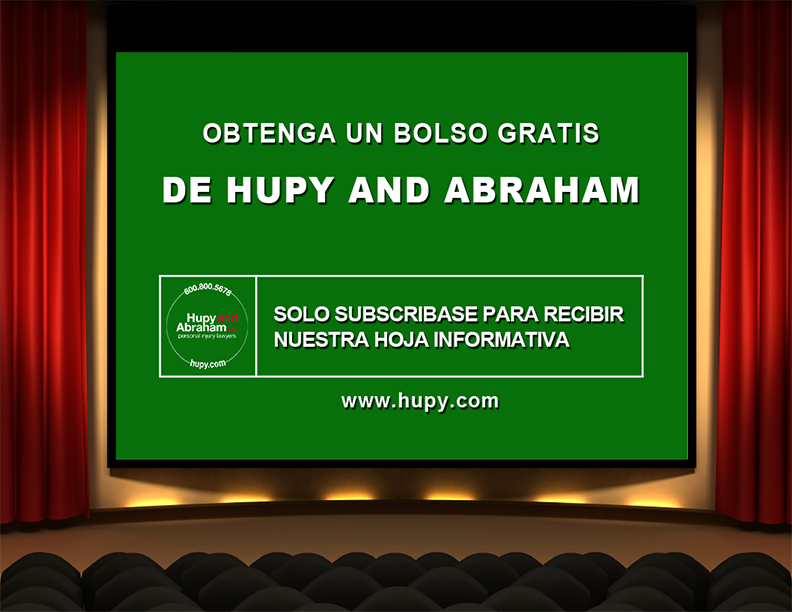 OBTENGA UN BOLSO GRATIS
DE HUPY AND ABRAHAM
800.800.5678
Hupy and
Abraham
personal injury lawyers
hupy.com
SOLO SUBSCRIBASE PARA RECIBIR
NUESTRA HOJA INFORMATIVA
www.hupy.com